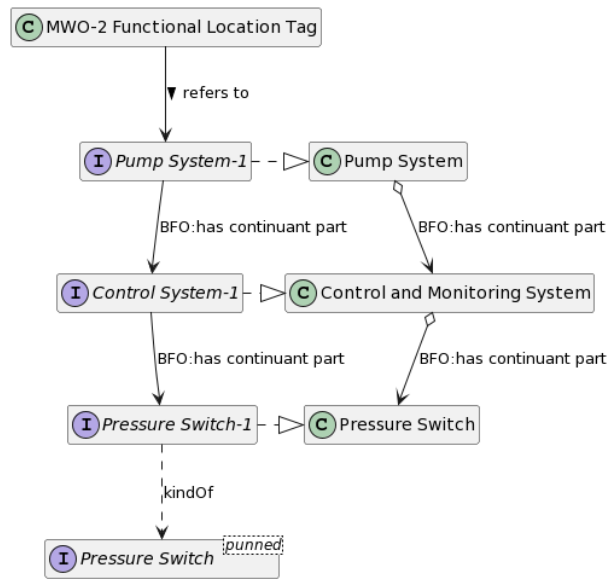 C MWO-2 Functional Location Tag
refers to
I Pump System-1
C Pump System
BFO:has continuant part
BFO:has continuant part
I Control System-1
C Control and Monitoring System
BFO:has continuant part
BFO:has continuant part
I Pressure Switch-1
C Pressure Switch
kindOf
punned
I Pressure Switch